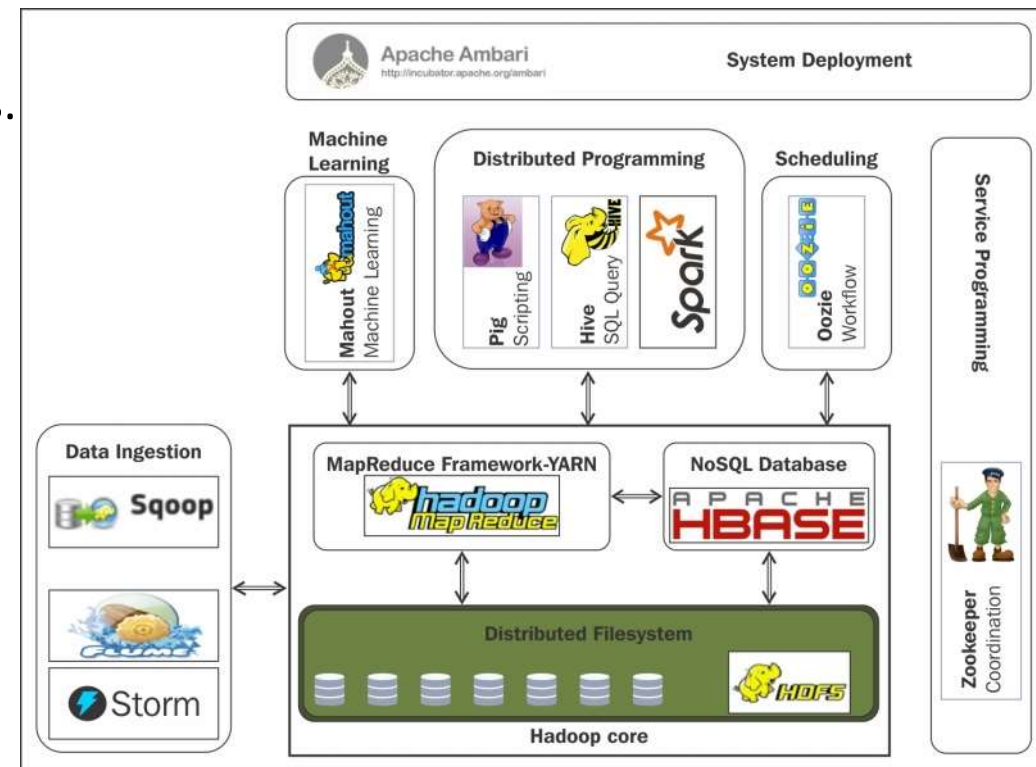 Apache Ambari
http://incubator.apache.org/ambari
System Deployment
Machine
Learning
mahout
Mahout
Machine Learning
Distributed Programming
Pig
Scripting
HIVE
Hive
SQL Query
Spark
Scheduling
OOZIE
Oozie
Workflow
Service Programming
Zookeeper
Coordination
Data Ingestion
Sqoop
FLUME
Storm
MapReduce Framework-YARN
hadoop
Map Reduce
NoSQL Database
APACHE
HBASE
Distributed Filesystem
HDFS
Hadoop core